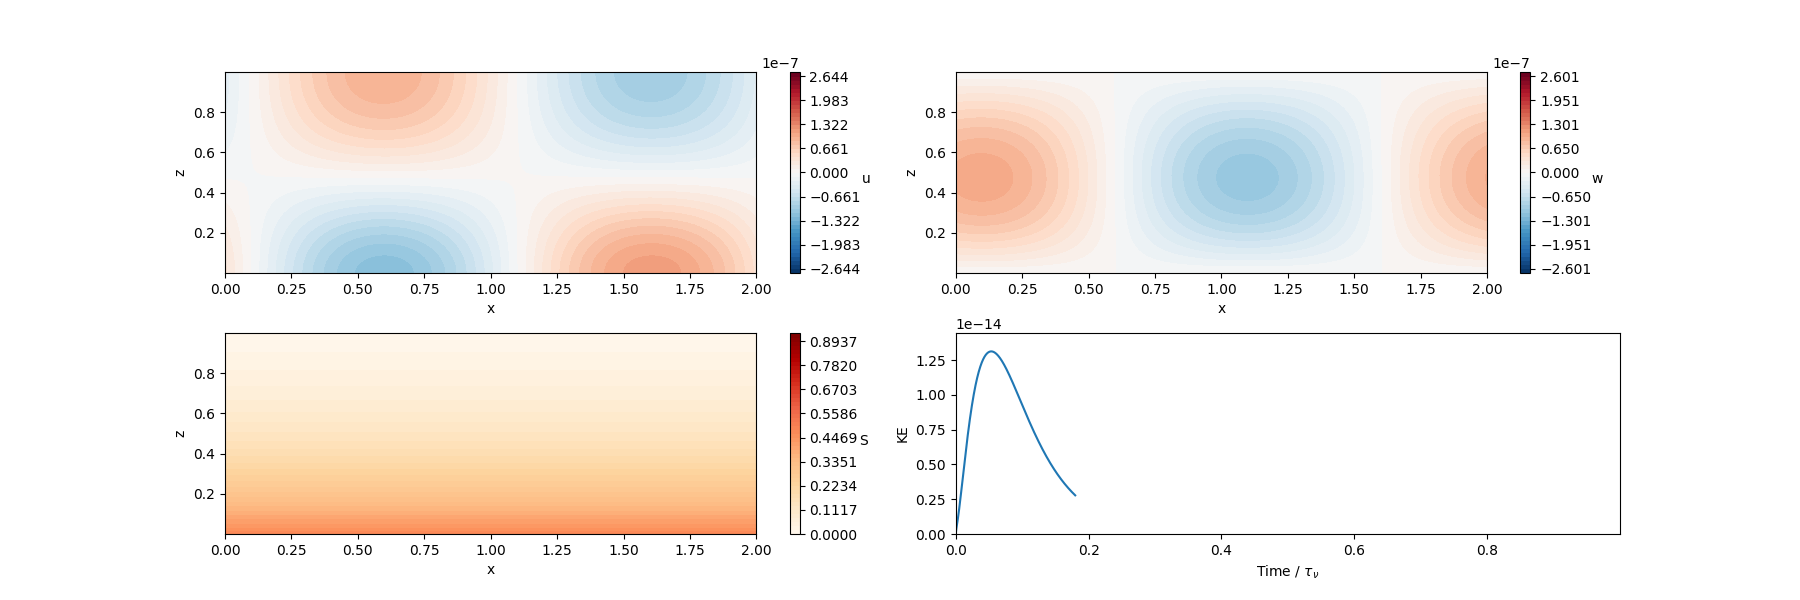 1e−7
z
0.8
0.6
0.4
0.2
0.00 0.25 0.50 0.75 1.00 1.25 1.50 1.75 2.00
x
2.644
1.983
1.322
0.661
0.000
−0.661
−1.322
−1.983
−2.644
u
1e−7
z
0.8
0.6
0.4
0.2
0.00 0.25 0.50 0.75 1.00 1.25 1.50 1.75 2.00
x
2.601
1.951
1.301
0.650
0.000
−0.650
−1.301
−1.951
−2.601
w
z
0.8
0.6
0.4
0.2
0.00 0.25 0.50 0.75 1.00 1.25 1.50 1.75 2.00
x
0.8937
0.7820
0.6703
0.5586
0.4469
0.3351
0.2234
0.1117
0.0000
S
1e−14
KE
1.25
1.00
0.75
0.50
0.25
0.00
0.0 0.2 0.4 0.6 0.8
Time / τν